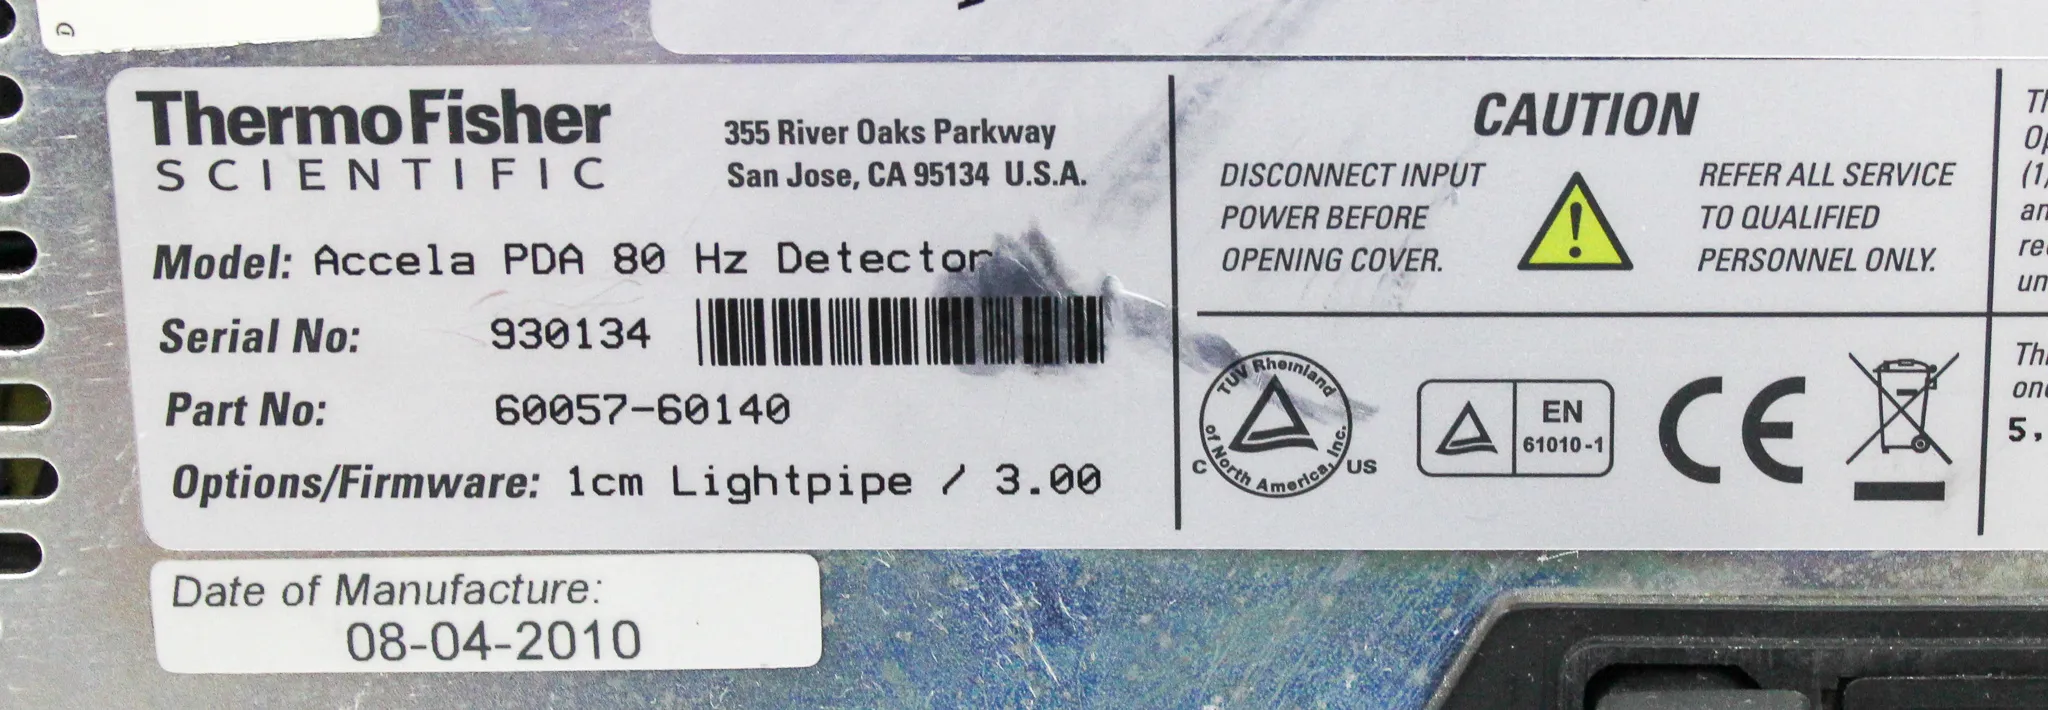 ThermoFisher
SCIENTIFIC
355 River Oaks Parkway
San Jose, CA 95134 U.S.A.
Model: Accela PDA 80 Hz Detector
Serial No: 930134
Part No: 60057-60140
Options/Firmware: 1cm Lightpipe / 3.00
Date of Manufacture:
08-04-2010
CAUTION
DISCONNECT INPUT
POWER BEFORE
OPENING COVER.
REFER ALL SERVICE
TO QUALIFIED
PERSONNEL ONLY.
TUV Rheinland
of North America, Inc.
C US
EN
61010-1
CE
(1)
5,